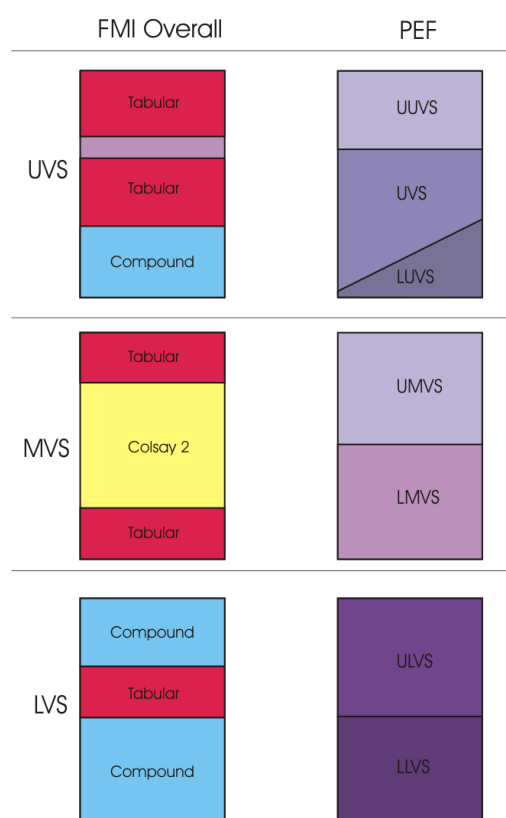 FMI Overall PEF
Tabular
UUVS
UVS
Tabular
UVS
Compound
LUVS
Tabular
UMVS
MVS
Colsay 2
LMVS
Tabular
Compound
ULVS
LVS
Tabular
Compound
LLVS